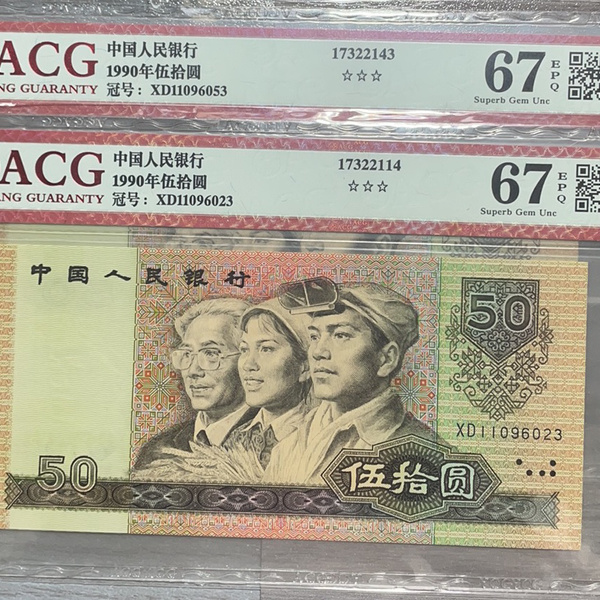 ACG
NG GUARANTY
中国人民银行
1990年伍拾圆
冠号: XD11096053
17322143
☆☆☆
67
EPQ
Superb Gem Unc
ACG
NG GUARANTY
中国人民银行
1990年伍拾圆
冠号: XD11096023
17322114
☆☆☆
67
EPQ
Superb Gem Unc
中国人民银行
50
XD11096023
50
伍拾圆